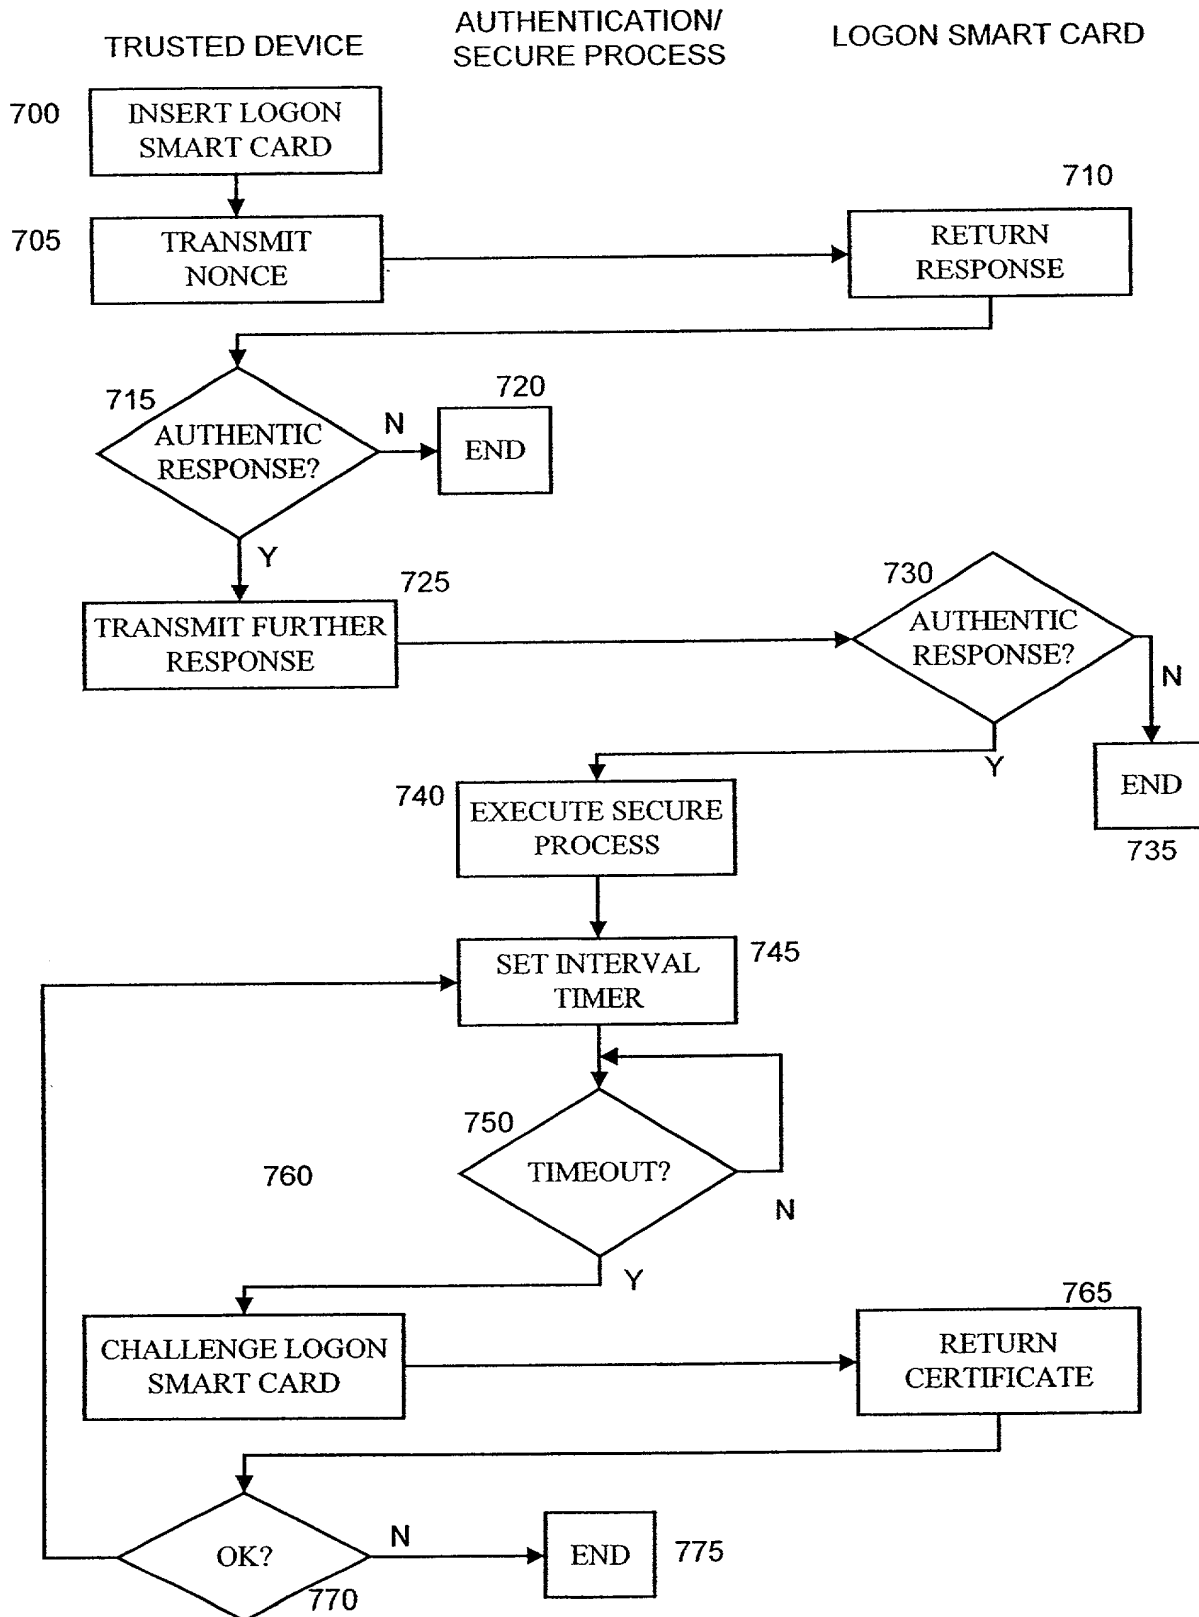 TRUSTED DEVICE
AUTHENTICATION/
SECURE PROCESS
LOGON SMART CARD
700
INSERT LOGON
SMART CARD
705
TRANSMIT
NONCE
710
RETURN
RESPONSE
715
AUTHENTIC
RESPONSE?
N
720
END
Y
725
TRANSMIT FURTHER
RESPONSE
730
AUTHENTIC
RESPONSE?
N
Y
END
735
740
EXECUTE SECURE
PROCESS
SET INTERVAL
TIMER
745
750
TIMEOUT?
N
760
Y
CHALLENGE LOGON
SMART CARD
765
RETURN
CERTIFICATE
OK?
770
N
END
775